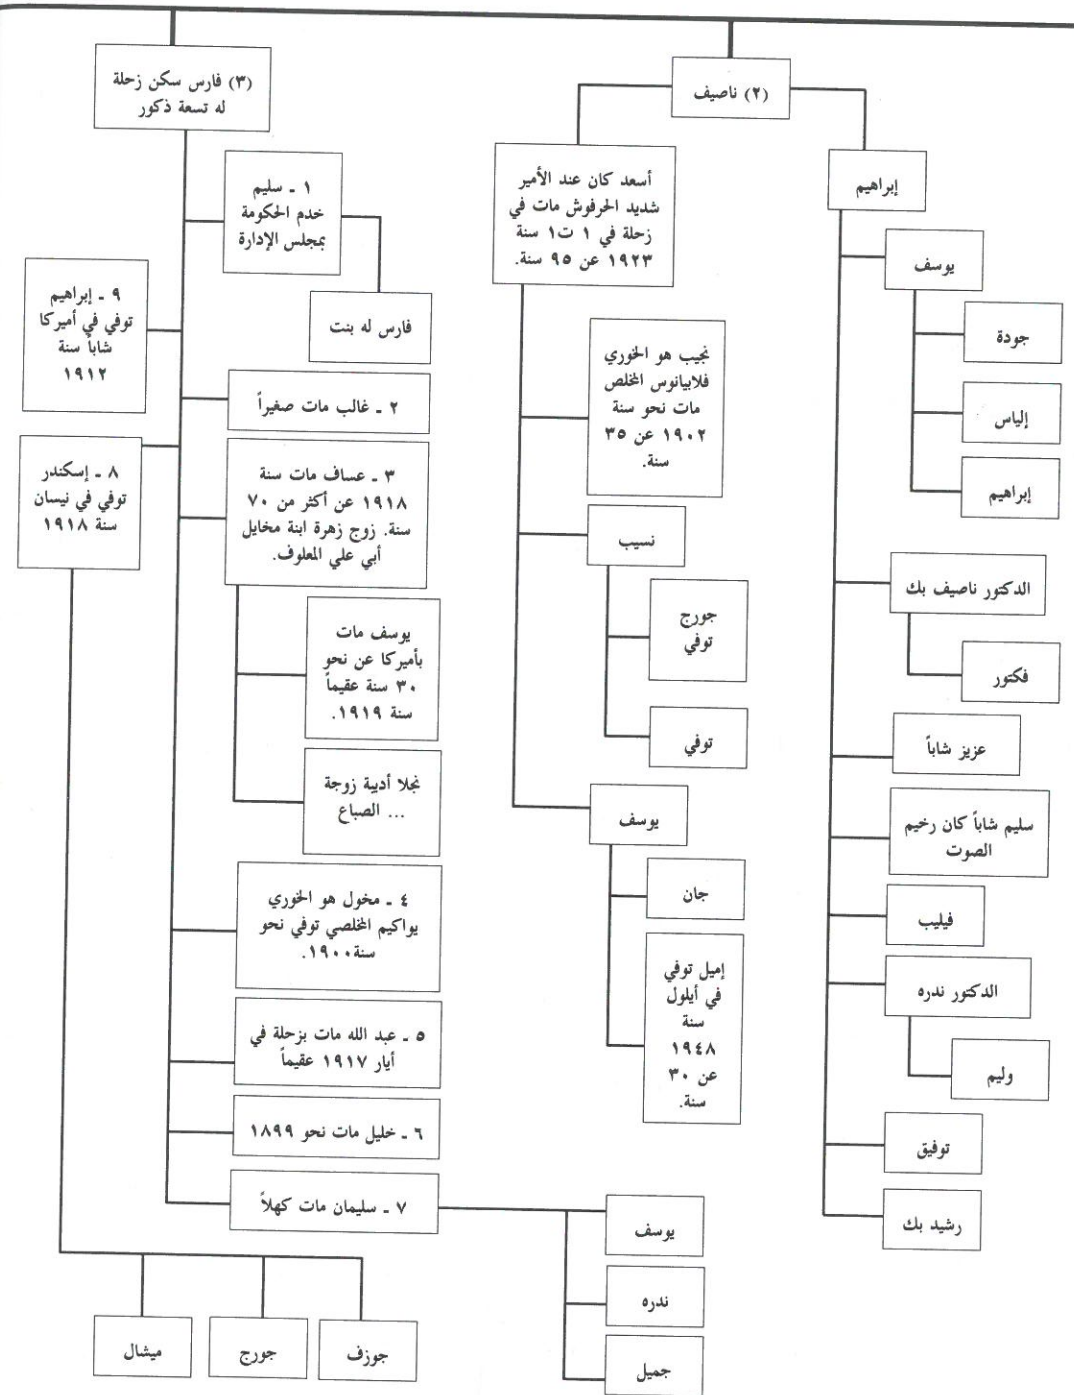 (٢) ناصيف
إبراهيم
يوسف
جودة
إلياس
إبراهيم
الدكتور ناصيف بك
فكتور
عزيز شاباً
سليم شاباً كان رخيم
الصوت
فيليب
الدكتور ندره
وليم
توفيق
رشيد بك
أسعد كان عند الأمير
شديد الحرفوش مات في
زحلة في ١ ت١ سنة
١٩٢٣ عن ٩٥ سنة.
نجيب هو الخوري
فلابيانوس المخلص
مات نحو سنة
١٩٠٢ عن ٣٥
سنة.
نسيب
جورج
توفي
توفي
يوسف
جان
إميل توفي
في أيلول
سنة
١٩٤٨
عن ٣٠
سنة.
(٣) فارس سكن زحلة
له تسعة ذكور
١ ـ سليم
خدم الحكومة
بمجلس الإدارة
فارس له بنت
٢ ـ غالب مات صغيراً
٣ ـ عساف مات سنة
١٩١٨ عن أكثر من ٧٠
سنة. زوج زهرة ابنة مخايل
أبي علي المعلوف.
يوسف مات
بأميركا عن نحو
٣٠ سنة عقيماً
سنة ١٩١٩.
نجلا أديبة زوجة
... الصباغ
٤ ـ مخول هو الخوري
يواكيم المخلصي توفي نحو
سنة١٩٠٠.
٥ ـ عبد الله مات بزحلة في
أيار ١٩١٧ عقيماً
٦ ـ خليل مات نحو ١٨٩٩
٧ ـ سليمان مات كهلاً
يوسف
ندره
جميل
٨ ـ إسكندر
توفي في نيسان
سنة ١٩١٨
جوزف
جورج
ميشال
٩ ـ إبراهيم
توفي في أميركا
شاباً سنة
١٩١٢